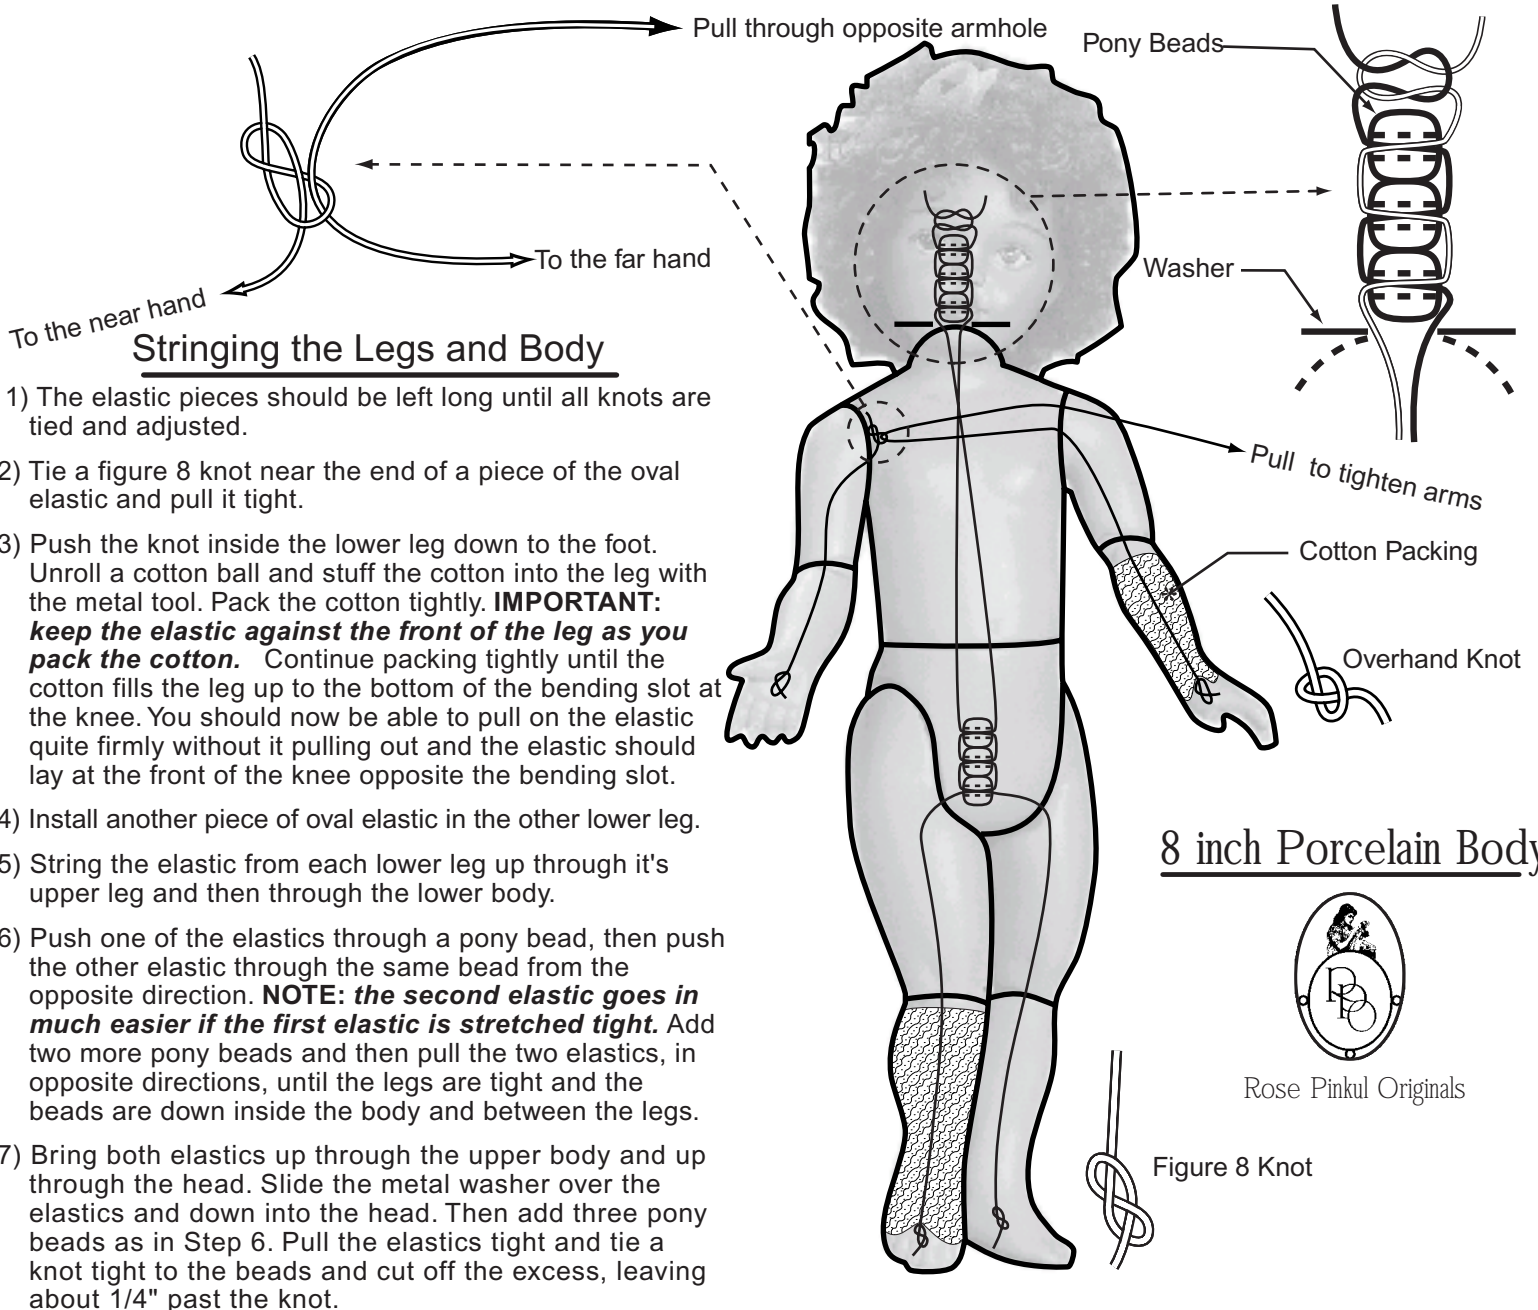 Pull through opposite armhole
Pony Beads
To the far hand
To the near hand
Washer
Stringing the Legs and Body
1) The elastic pieces should be left long until all knots are
tied and adjusted.
2) Tie a figure 8 knot near the end of a piece of the oval
elastic and pull it tight.
3) Push the knot inside the lower leg down to the foot.
Unroll a cotton ball and stuff the cotton into the leg with
the metal tool. Pack the cotton tightly. IMPORTANT:
keep the elastic against the front of the leg as you
pack the cotton. Continue packing tightly until the
cotton fills the leg up to the bottom of the bending slot at
the knee. You should now be able to pull on the elastic
quite firmly without it pulling out and the elastic should
lay at the front of the knee opposite the bending slot.
4) Install another piece of oval elastic in the other lower leg.
5) String the elastic from each lower leg up through it's
upper leg and then through the lower body.
6) Push one of the elastics through a pony bead, then push
the other elastic through the same bead from the
opposite direction. NOTE: the second elastic goes in
much easier if the first elastic is stretched tight. Add
two more pony beads and then pull the two elastics, in
opposite directions, until the legs are tight and the
beads are down inside the body and between the legs.
7) Bring both elastics up through the upper body and up
through the head. Slide the metal washer over the
elastics and down into the head. Then add three pony
beads as in Step 6. Pull the elastics tight and tie a
knot tight to the beads and cut off the excess, leaving
about 1/4" past the knot.
Pull to tighten arms
Cotton Packing
Overhand Knot
8 inch Porcelain Body
RPO
Rose Pinkul Originals
Figure 8 Knot